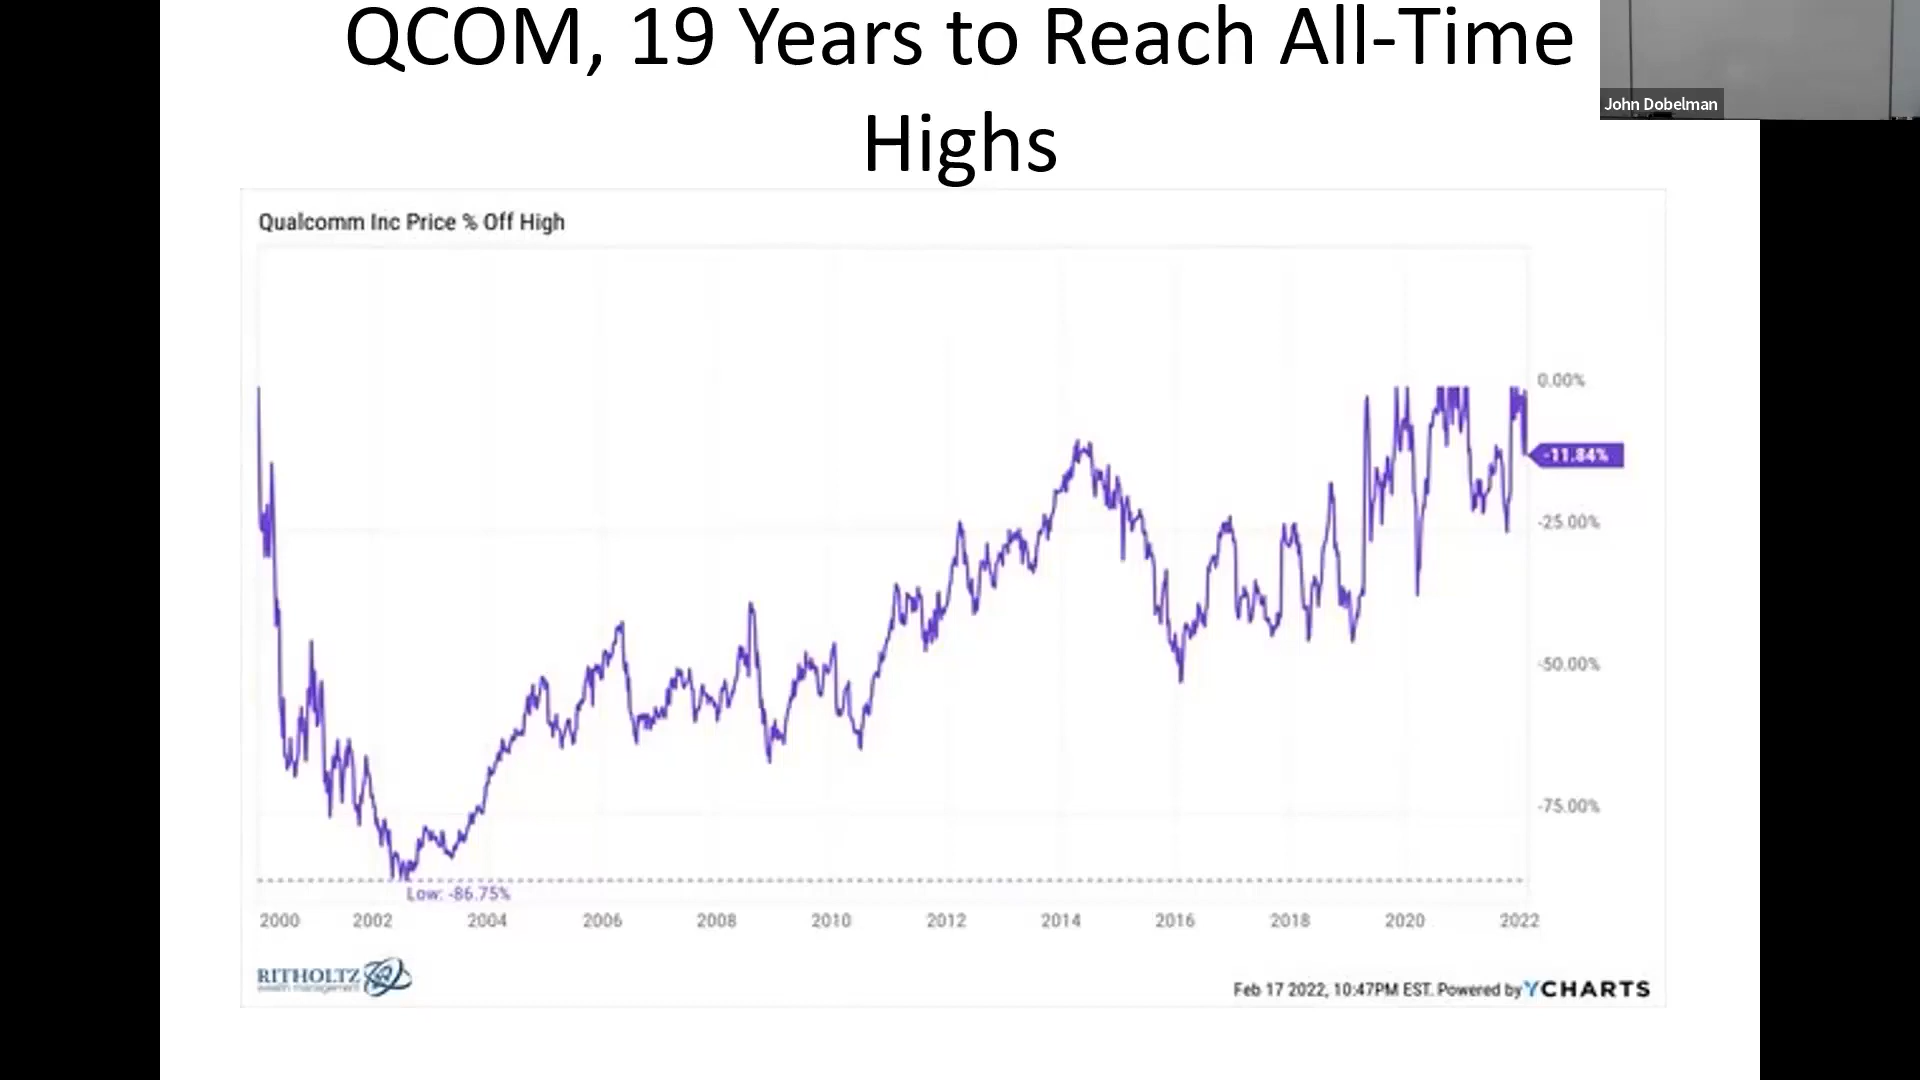 QCOM, 19 Years to Reach All-Time
Highs
John Dobelman
Qualcomm Inc Price % Off High
0.00%
-11.84%
-25.00%
-50.00%
-75.00%
Low: -86.75%
2000 2002 2004 2006 2008 2010 2012 2014 2016 2018 2020 2022
RITHOLTZ
wealth management
Feb 17 2022, 10:47PM EST. Powered by YCHARTS